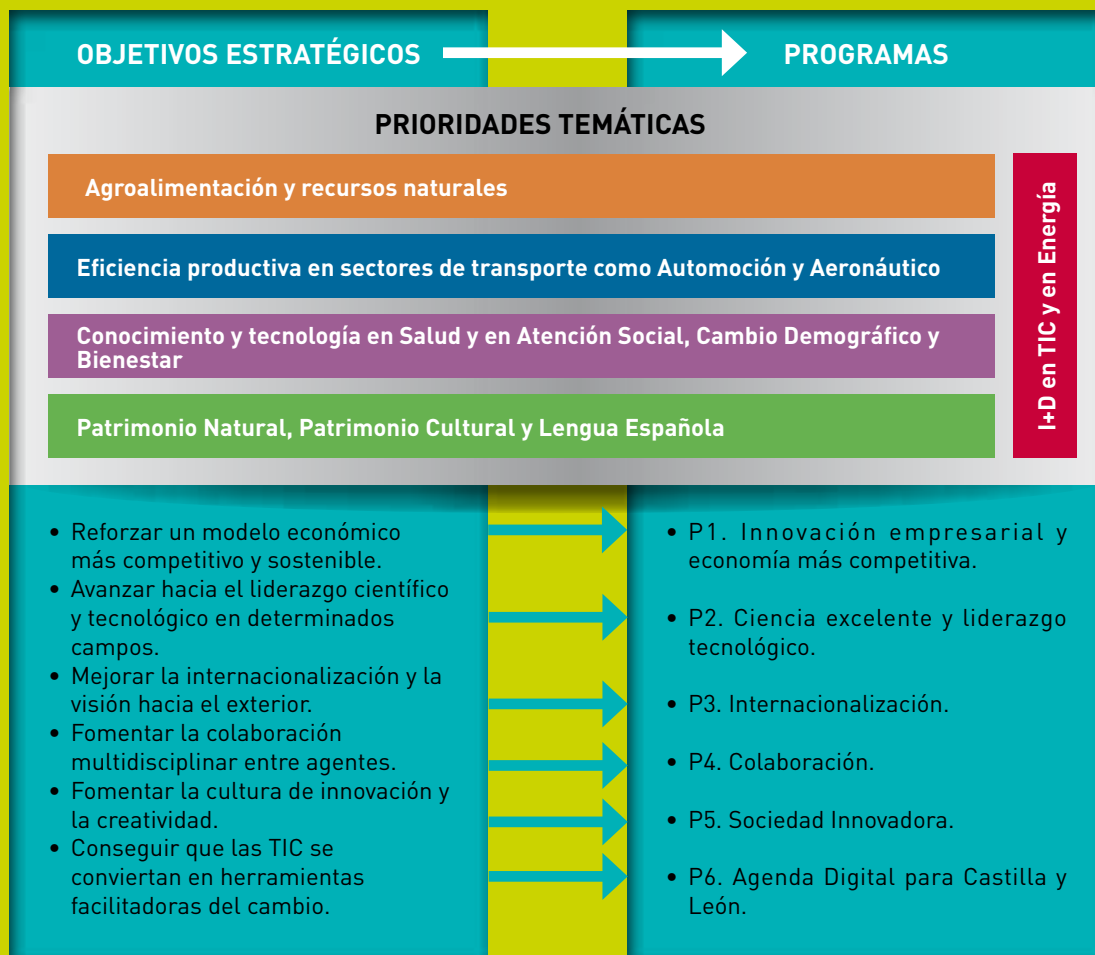 OBJETIVOS ESTRATÉGICOS
PROGRAMAS
PRIORIDADES TEMÁTICAS
Agroalimentación y recursos naturales
Eficiencia productiva en sectores de transporte como Automoción y Aeronáutico
Conocimiento y tecnología en Salud y en Atención Social, Cambio Demográfico y
Bienestar
Patrimonio Natural, Patrimonio Cultural y Lengua Española
I+D en TIC y en Energía
• Reforzar un modelo económico
más competitivo y sostenible.
• Avanzar hacia el liderazgo científico
y tecnológico en determinados
campos.
• Mejorar la internacionalización y la
visión hacia el exterior.
• Fomentar la colaboración
multidisciplinar entre agentes.
• Fomentar la cultura de innovación y
la creatividad.
• Conseguir que las TIC se
conviertan en herramientas
facilitadoras del cambio.
• P1. Innovación empresarial y
economía más competitiva.
• P2. Ciencia excelente y liderazgo
tecnológico.
• P3. Internacionalización.
• P4. Colaboración.
• P5. Sociedad Innovadora.
• P6. Agenda Digital para Castilla y
León.